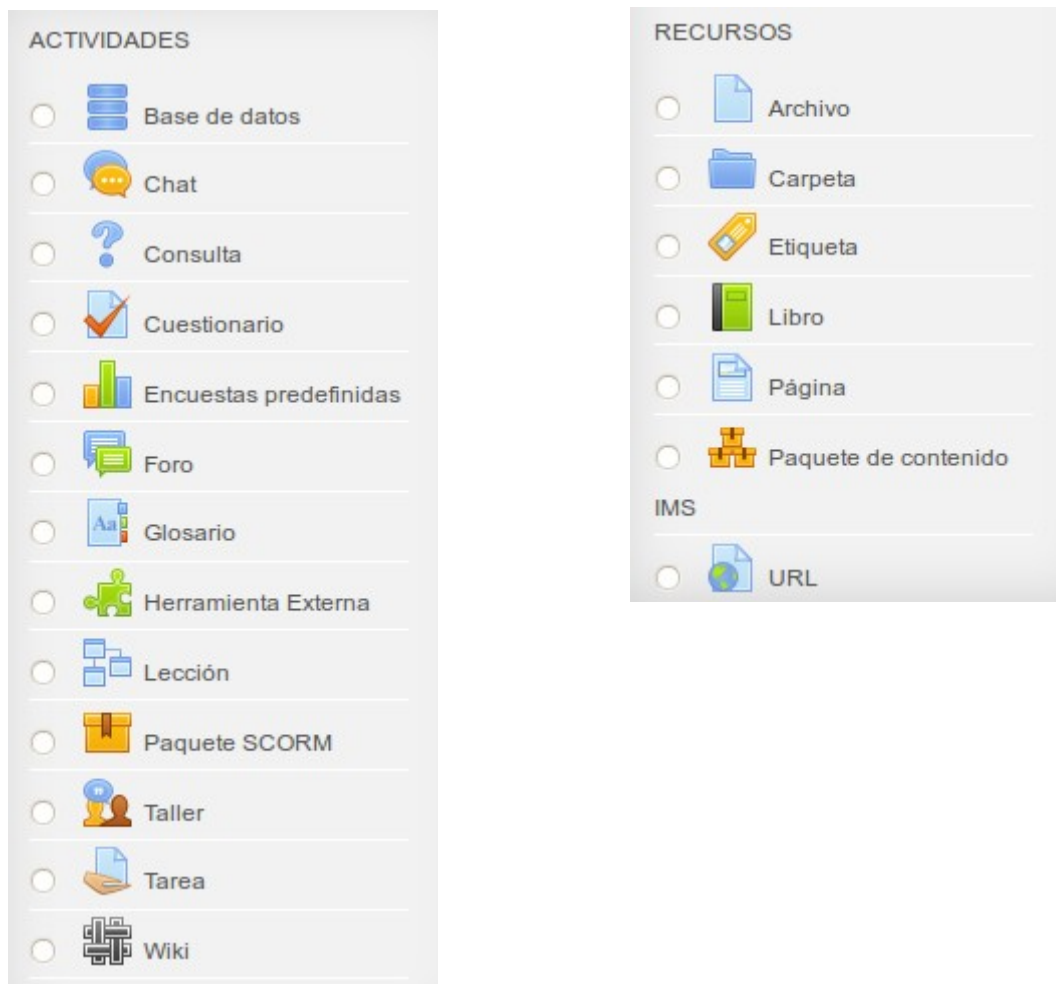 ACTIVIDADES
Base de datos
Chat
Consulta
Cuestionario
Encuestas predefinidas
Foro
Aa
Glosario
Herramienta Externa
Lección
Paquete SCORM
Taller
Tarea
Wiki
RECURSOS
Archivo
Carpeta
Etiqueta
Libro
Página
Paquete de contenido
IMS
URL